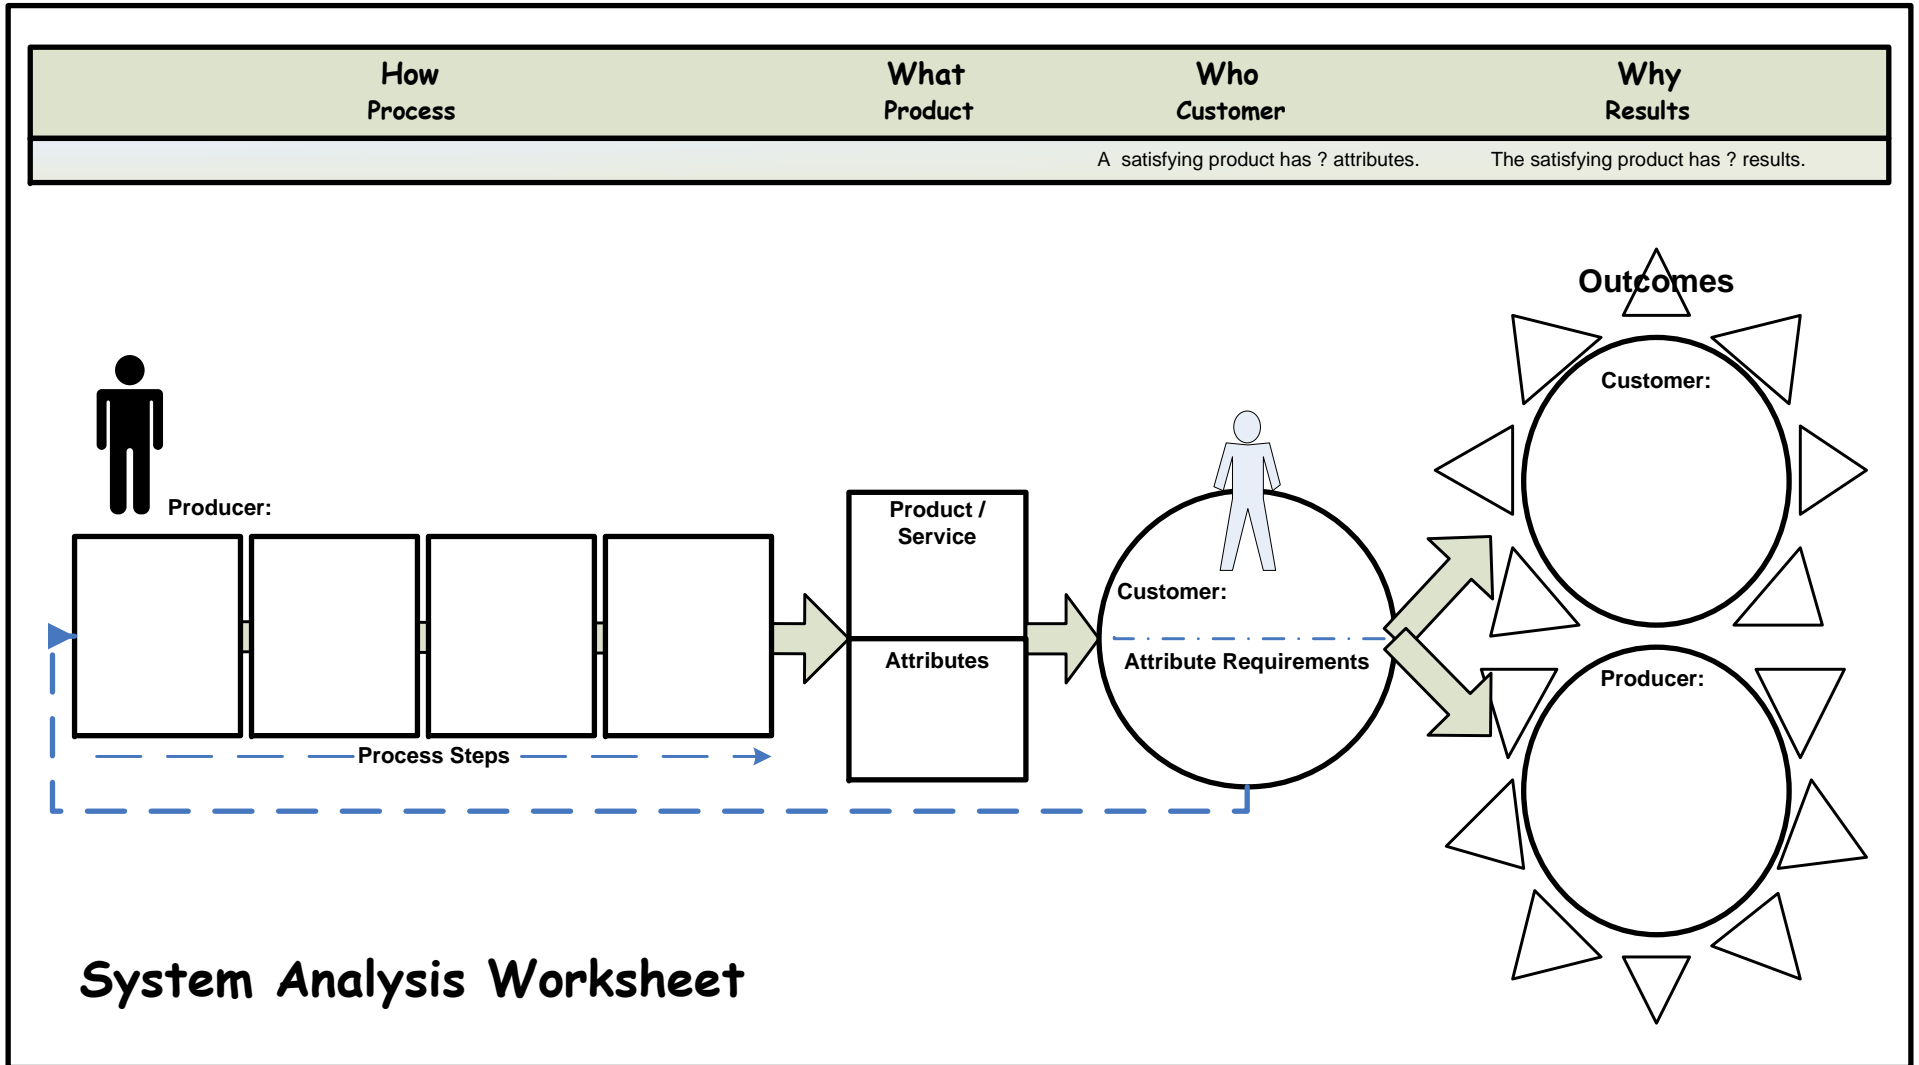 How
Process
What
Product
Who
Customer
Why
Results
A satisfying product has ? attributes.
The satisfying product has ? results.
Outcomes
Customer:
Producer:
Product /
Service
Customer:
Attributes
Attribute Requirements
Producer:
Process Steps
System Analysis Worksheet